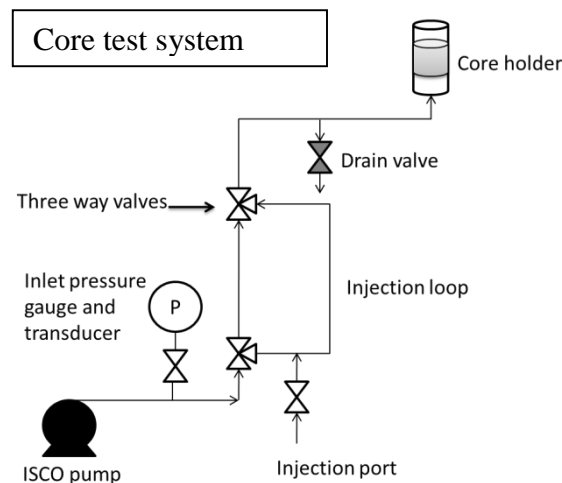 Core test system
Core holder
Drain valve
Three way valves
Inlet pressure
gauge and
transducer
P
Injection loop
ISCO pump
Injection port